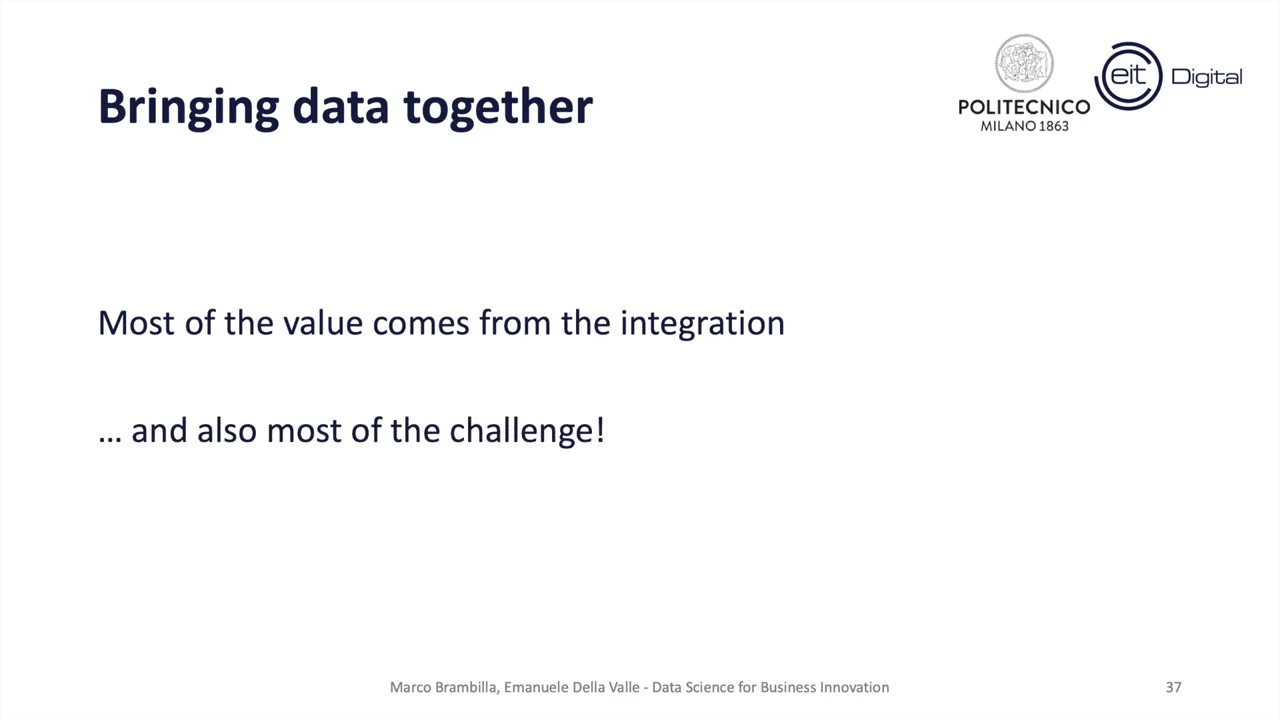 Bringing data together
POLITECNICO
MILANO 1863
eit Digital
Most of the value comes from the integration
... and also most of the challenge!
Marco Brambilla, Emanuele Della Valle - Data Science for Business Innovation
37